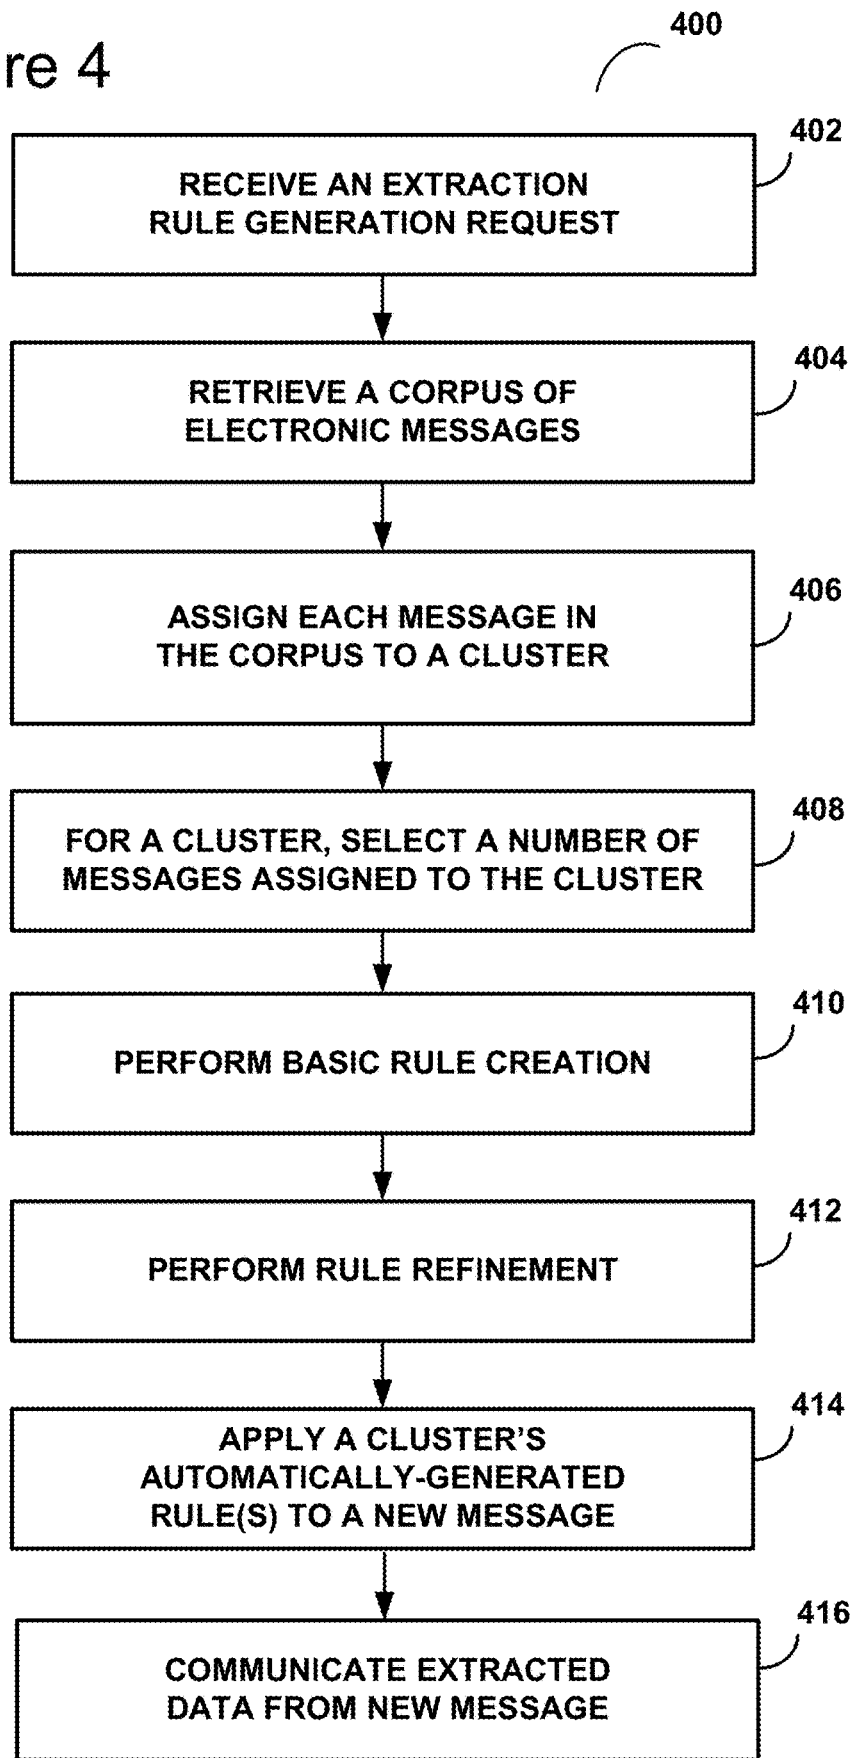 400
re 4
402
RECEIVE AN EXTRACTION
RULE GENERATION REQUEST
404
RETRIEVE A CORPUS OF
ELECTRONIC MESSAGES
406
ASSIGN EACH MESSAGE IN
THE CORPUS TO A CLUSTER
408
FOR A CLUSTER, SELECT A NUMBER OF
MESSAGES ASSIGNED TO THE CLUSTER
410
PERFORM BASIC RULE CREATION
412
PERFORM RULE REFINEMENT
414
APPLY A CLUSTER'S
AUTOMATICALLY-GENERATED
RULE(S) TO A NEW MESSAGE
416
COMMUNICATE EXTRACTED
DATA FROM NEW MESSAGE